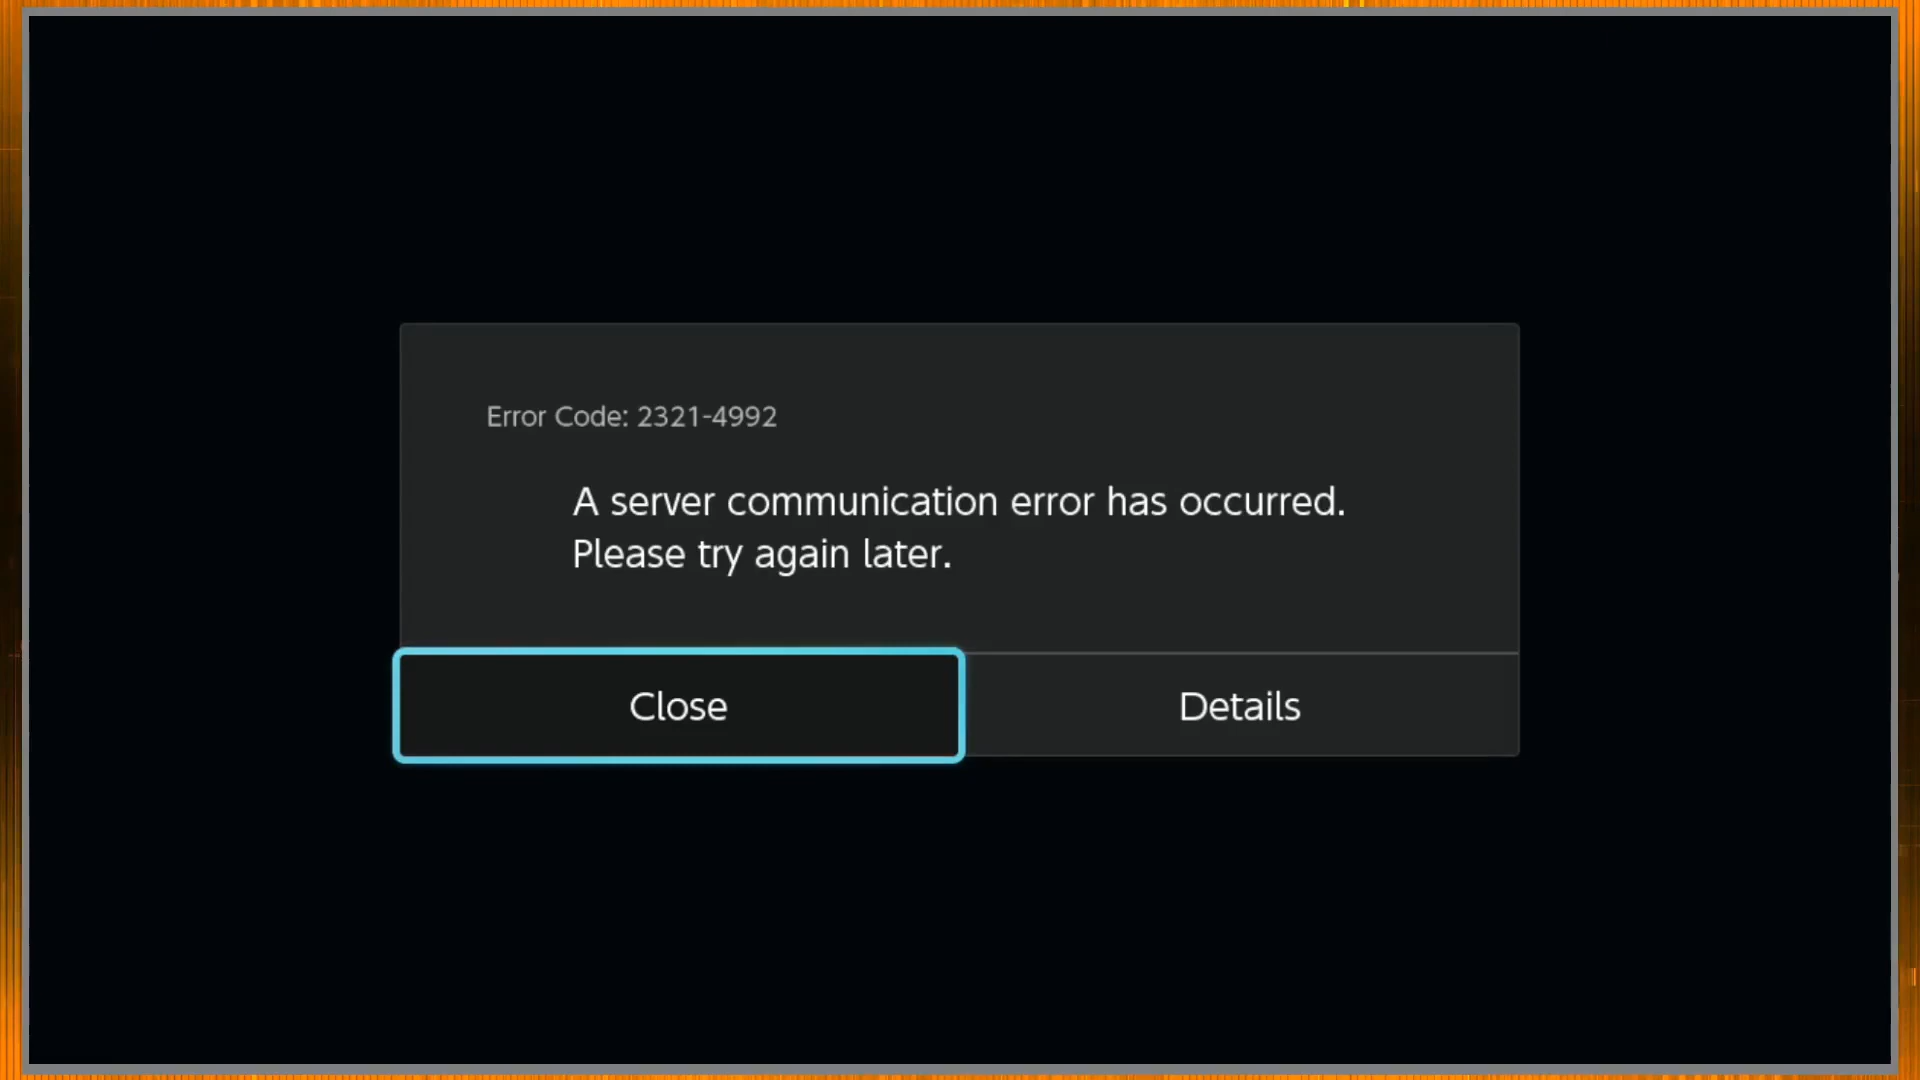 Error Code: 2321-4992
A server communication error has occurred.
Please try again later.
Close
Details